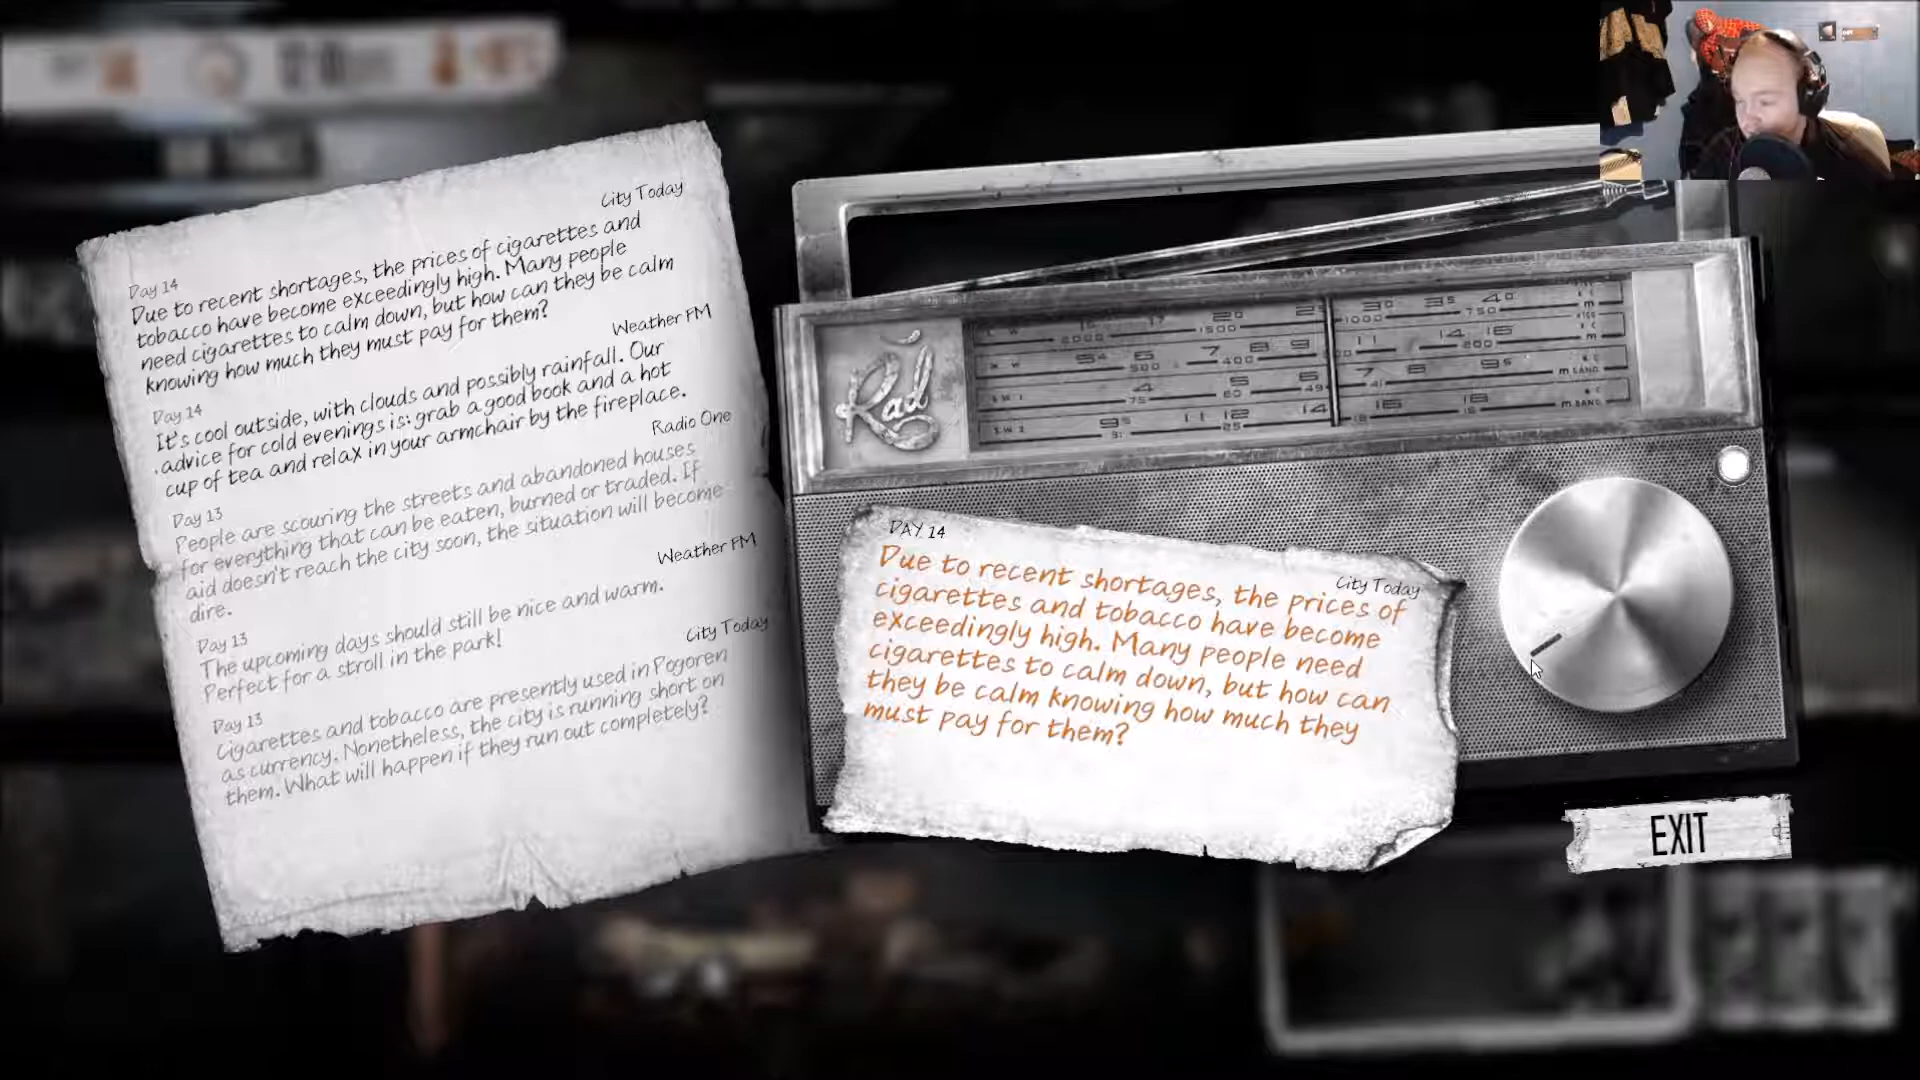 City Today
Day 14
Due to recent shortages, the prices of cigarettes and
tobacco have become exceedingly high. Many people
need cigarettes to calm down, but how can they be calm
knowing how much they must pay for them?
Weather FM
Day 14
It's cool outside, with clouds and possibly rainfall. Our
advice for cold evenings is: grab a good book and a hot
cup of tea and relax in your armchair by the fireplace.
Radio One
Day 13
People are scouring the streets and abandoned houses
for everything that can be eaten, burned or traded. If
aid doesn't reach the city soon, the situation will become
dire.
Weather FM
Day 13
The upcoming days should still be nice and warm.
Perfect for a stroll in the park!
City Today
Day 13
Cigarettes and tobacco are presently used in Pogoren
as currency. Nonetheless, the city is running short on
them. What will happen if they run out completely?
Rad
DAY 14
City Today
Due to recent shortages, the prices of
cigarettes and tobacco have become
exceedingly high. Many people need
cigarettes to calm down, but how can
they be calm knowing how much they
must pay for them?
EXIT